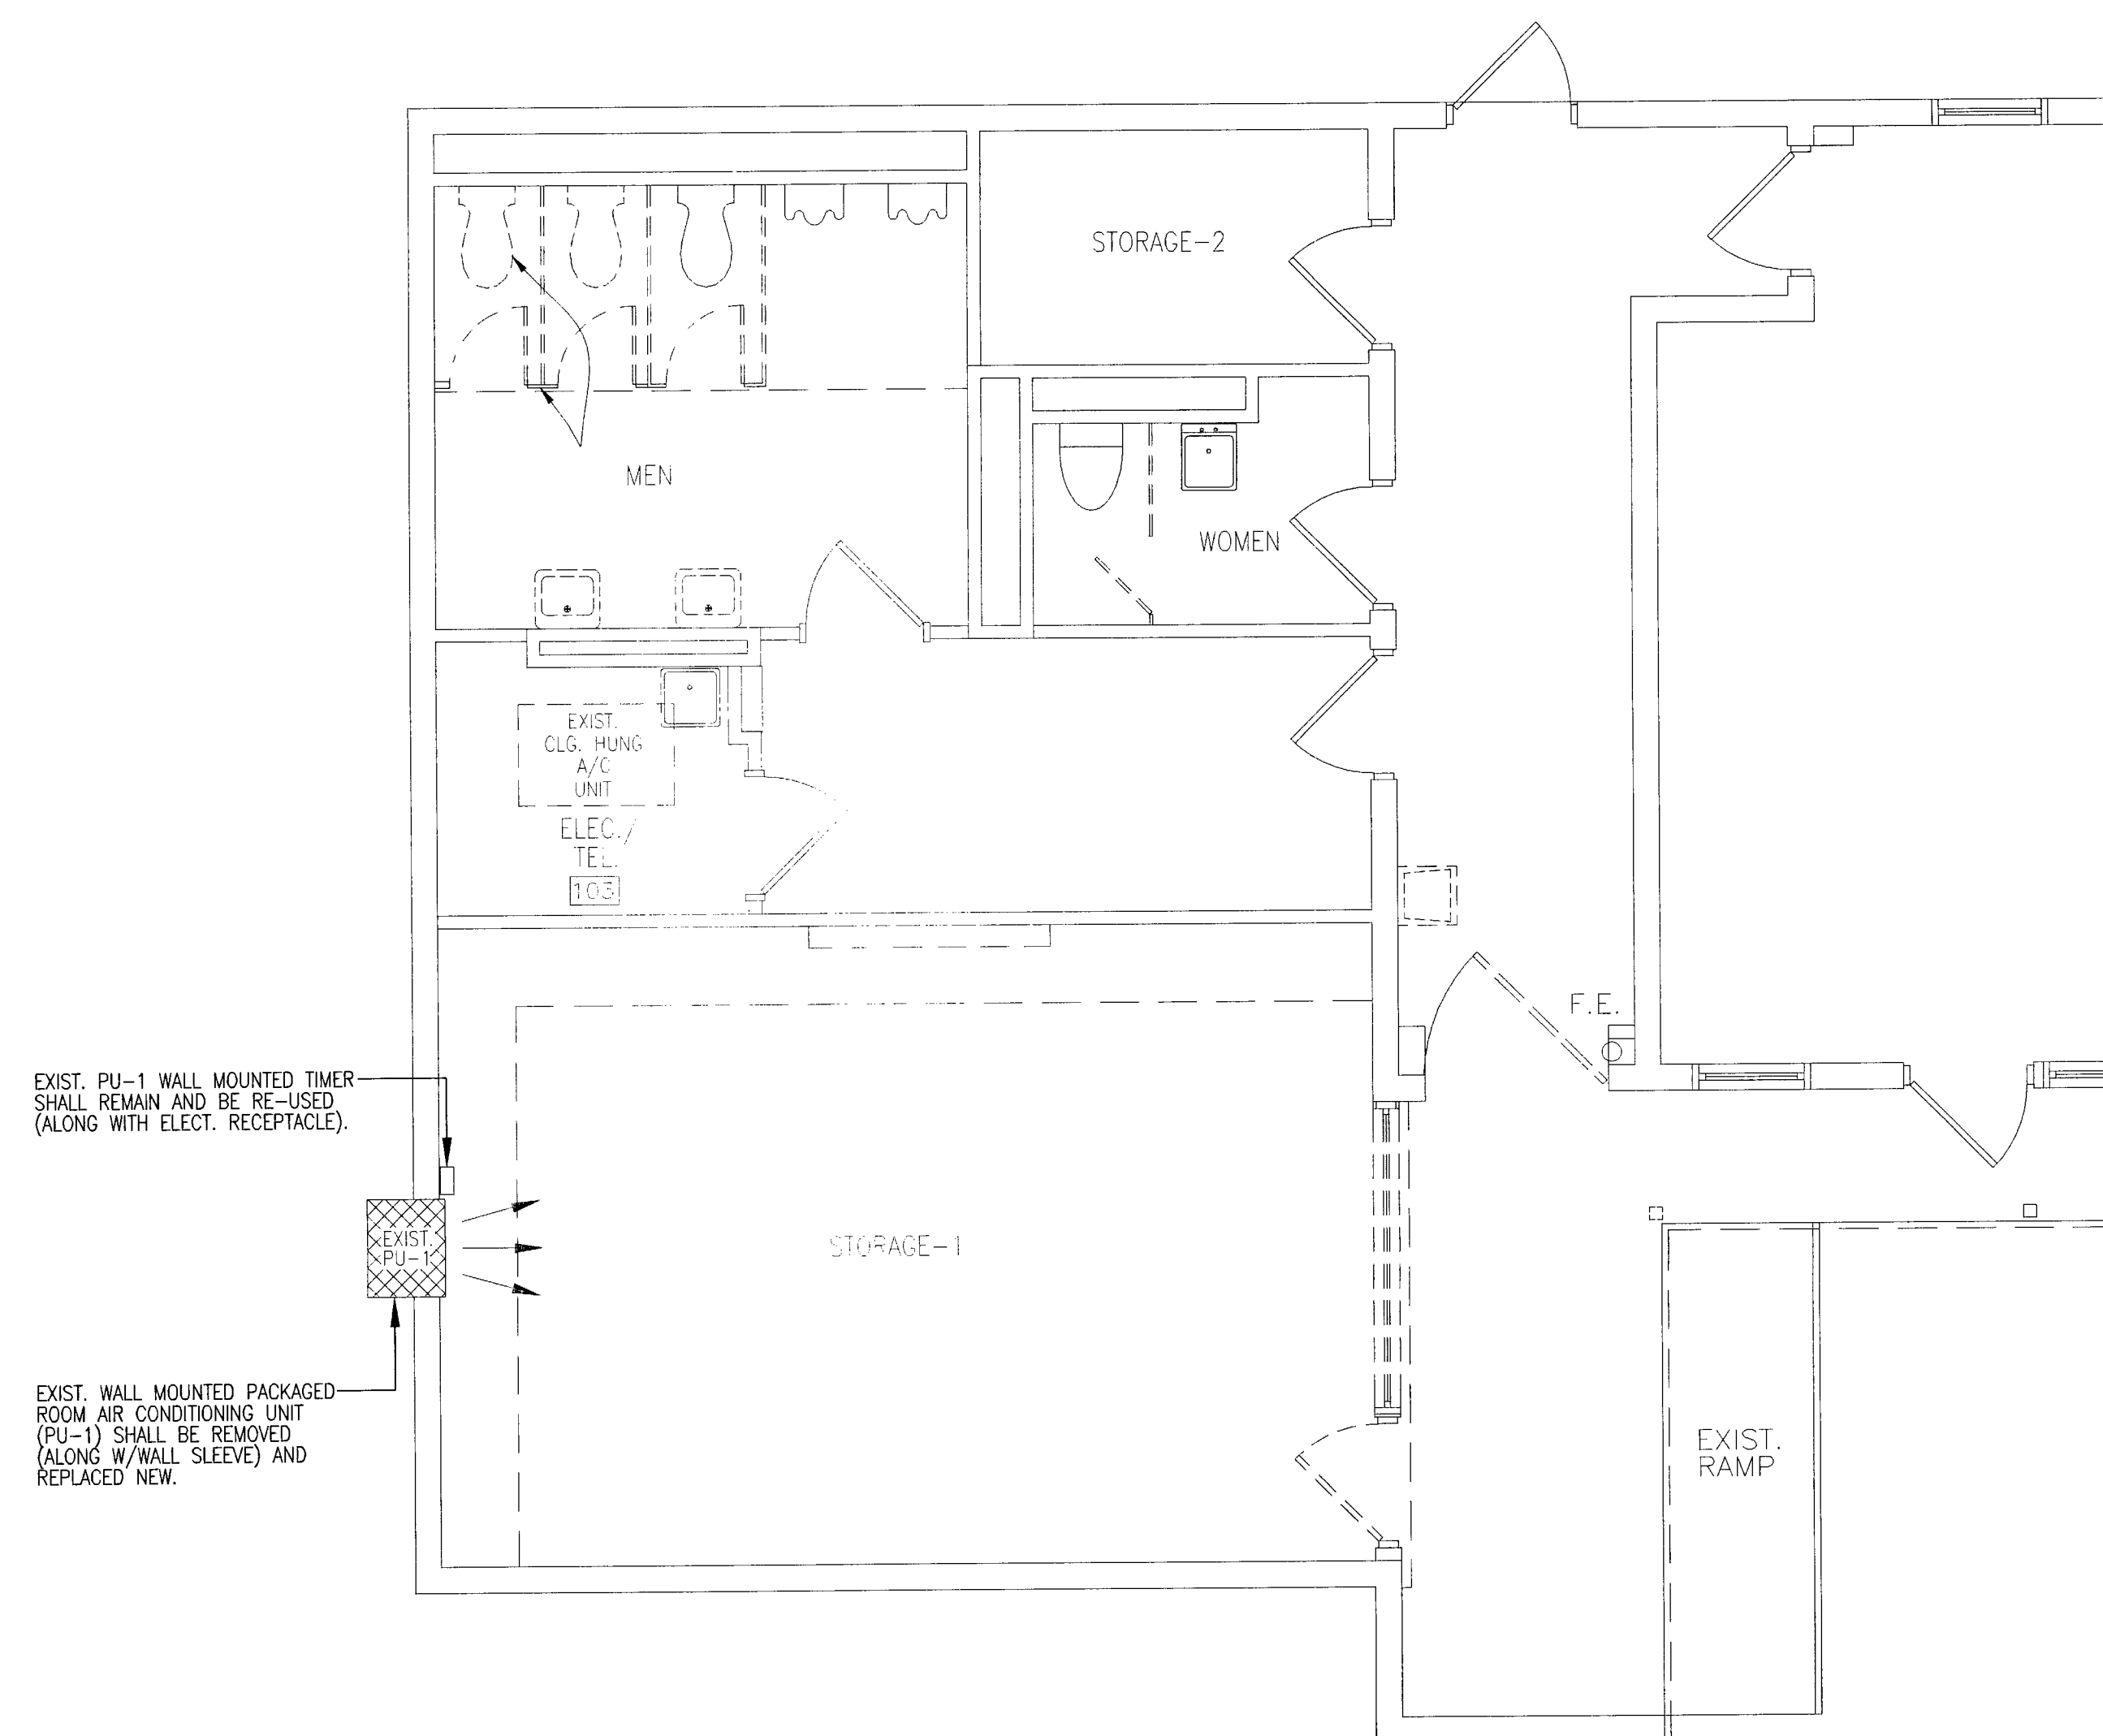 STORAGE-2
MEN
WOMEN
EXIST.
CLG. HUNG
A/C
UNIT
ELEC./
TEL.
103
F.E.
EXIST. PU-1 WALL MOUNTED TIMER
SHALL REMAIN AND BE RE-USED
(ALONG WITH ELECT. RECEPTACLE).
EXIST.
PU-1
STORAGE-1
EXIST. WALL MOUNTED PACKAGED
ROOM AIR CONDITIONING UNIT
(PU-1) SHALL BE REMOVED
(ALONG W/WALL SLEEVE) AND
REPLACED NEW.
EXIST.
RAMP